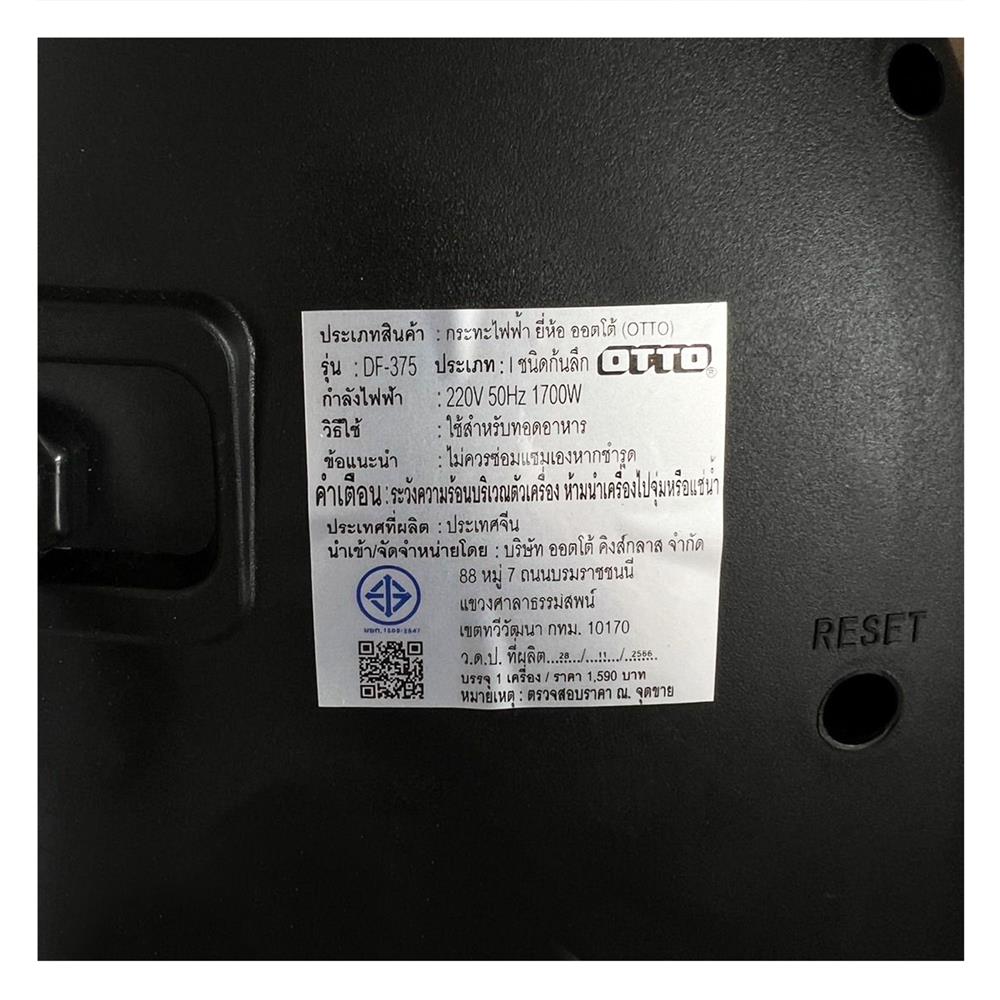 ประเภทสินค้า : กระทะไฟฟ้า ยี่ห้อ ออตโต้ (OTTO)
รุ่น : DF-375 ประเภท : I ชนิดก้นลึก OTTO ®
กำลังไฟฟ้า : 220V 50Hz 1700W
วิธีใช้ : ใช้สำหรับทอดอาหาร
ข้อแนะนำ : ไม่ควรซ่อมแซมเองหากชำรุด
คำเตือน : ระวังความร้อนบริเวณตัวเครื่อง ห้ามนำเครื่องไปจุ่มหรือแช่น้ำ
ประเทศที่ผลิต : ประเทศจีน
นำเข้า/จัดจำหน่ายโดย : บริษัท ออตโต้ คิงส์กลาส จำกัด
88 หมู่ 7 ถนนบรมราชชนนี
แขวงศาลาธรรมสพน์
เขตทวีวัฒนา กทม. 10170
มอก. 1509-2547
ว.ด.ป. ที่ผลิต...28.../...11.../...2566...
บรรจุ 1 เครื่อง / ราคา 1,590 บาท
หมายเหตุ : ตรวจสอบราคา ณ. จุดขาย
RESET